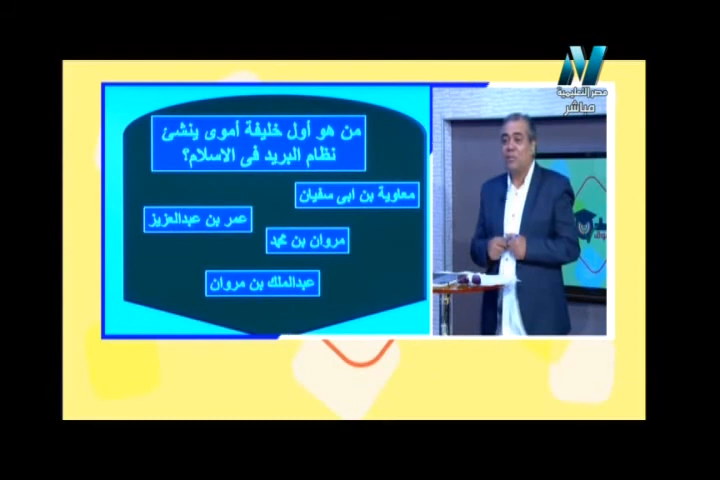 مصر التعليمية
مباشر
من هو أول خليفة أموى ينشئ
نظام البريد فى الاسلام؟
معاوية بن ابى سفيان
عمر بن عبدالعزيز
مروان بن محمد
عبدالملك بن مروان